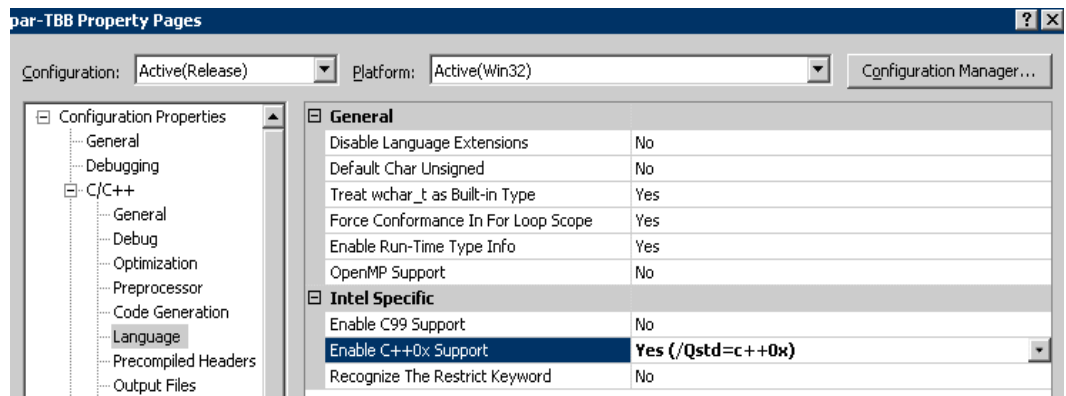 par-TBB Property Pages
Configuration: Active(Release) Platform: Active(Win32) Configuration Manager...
Configuration Properties
General
Debugging
C/C++
General
Debug
Optimization
Preprocessor
Code Generation
Language
Precompiled Headers
Output Files
General
Disable Language Extensions No
Default Char Unsigned No
Treat wchar_t as Built-in Type Yes
Force Conformance In For Loop Scope Yes
Enable Run-Time Type Info Yes
OpenMP Support No
Intel Specific
Enable C99 Support No
Enable C++0x Support Yes (/Qstd=c++0x)
Recognize The Restrict Keyword No